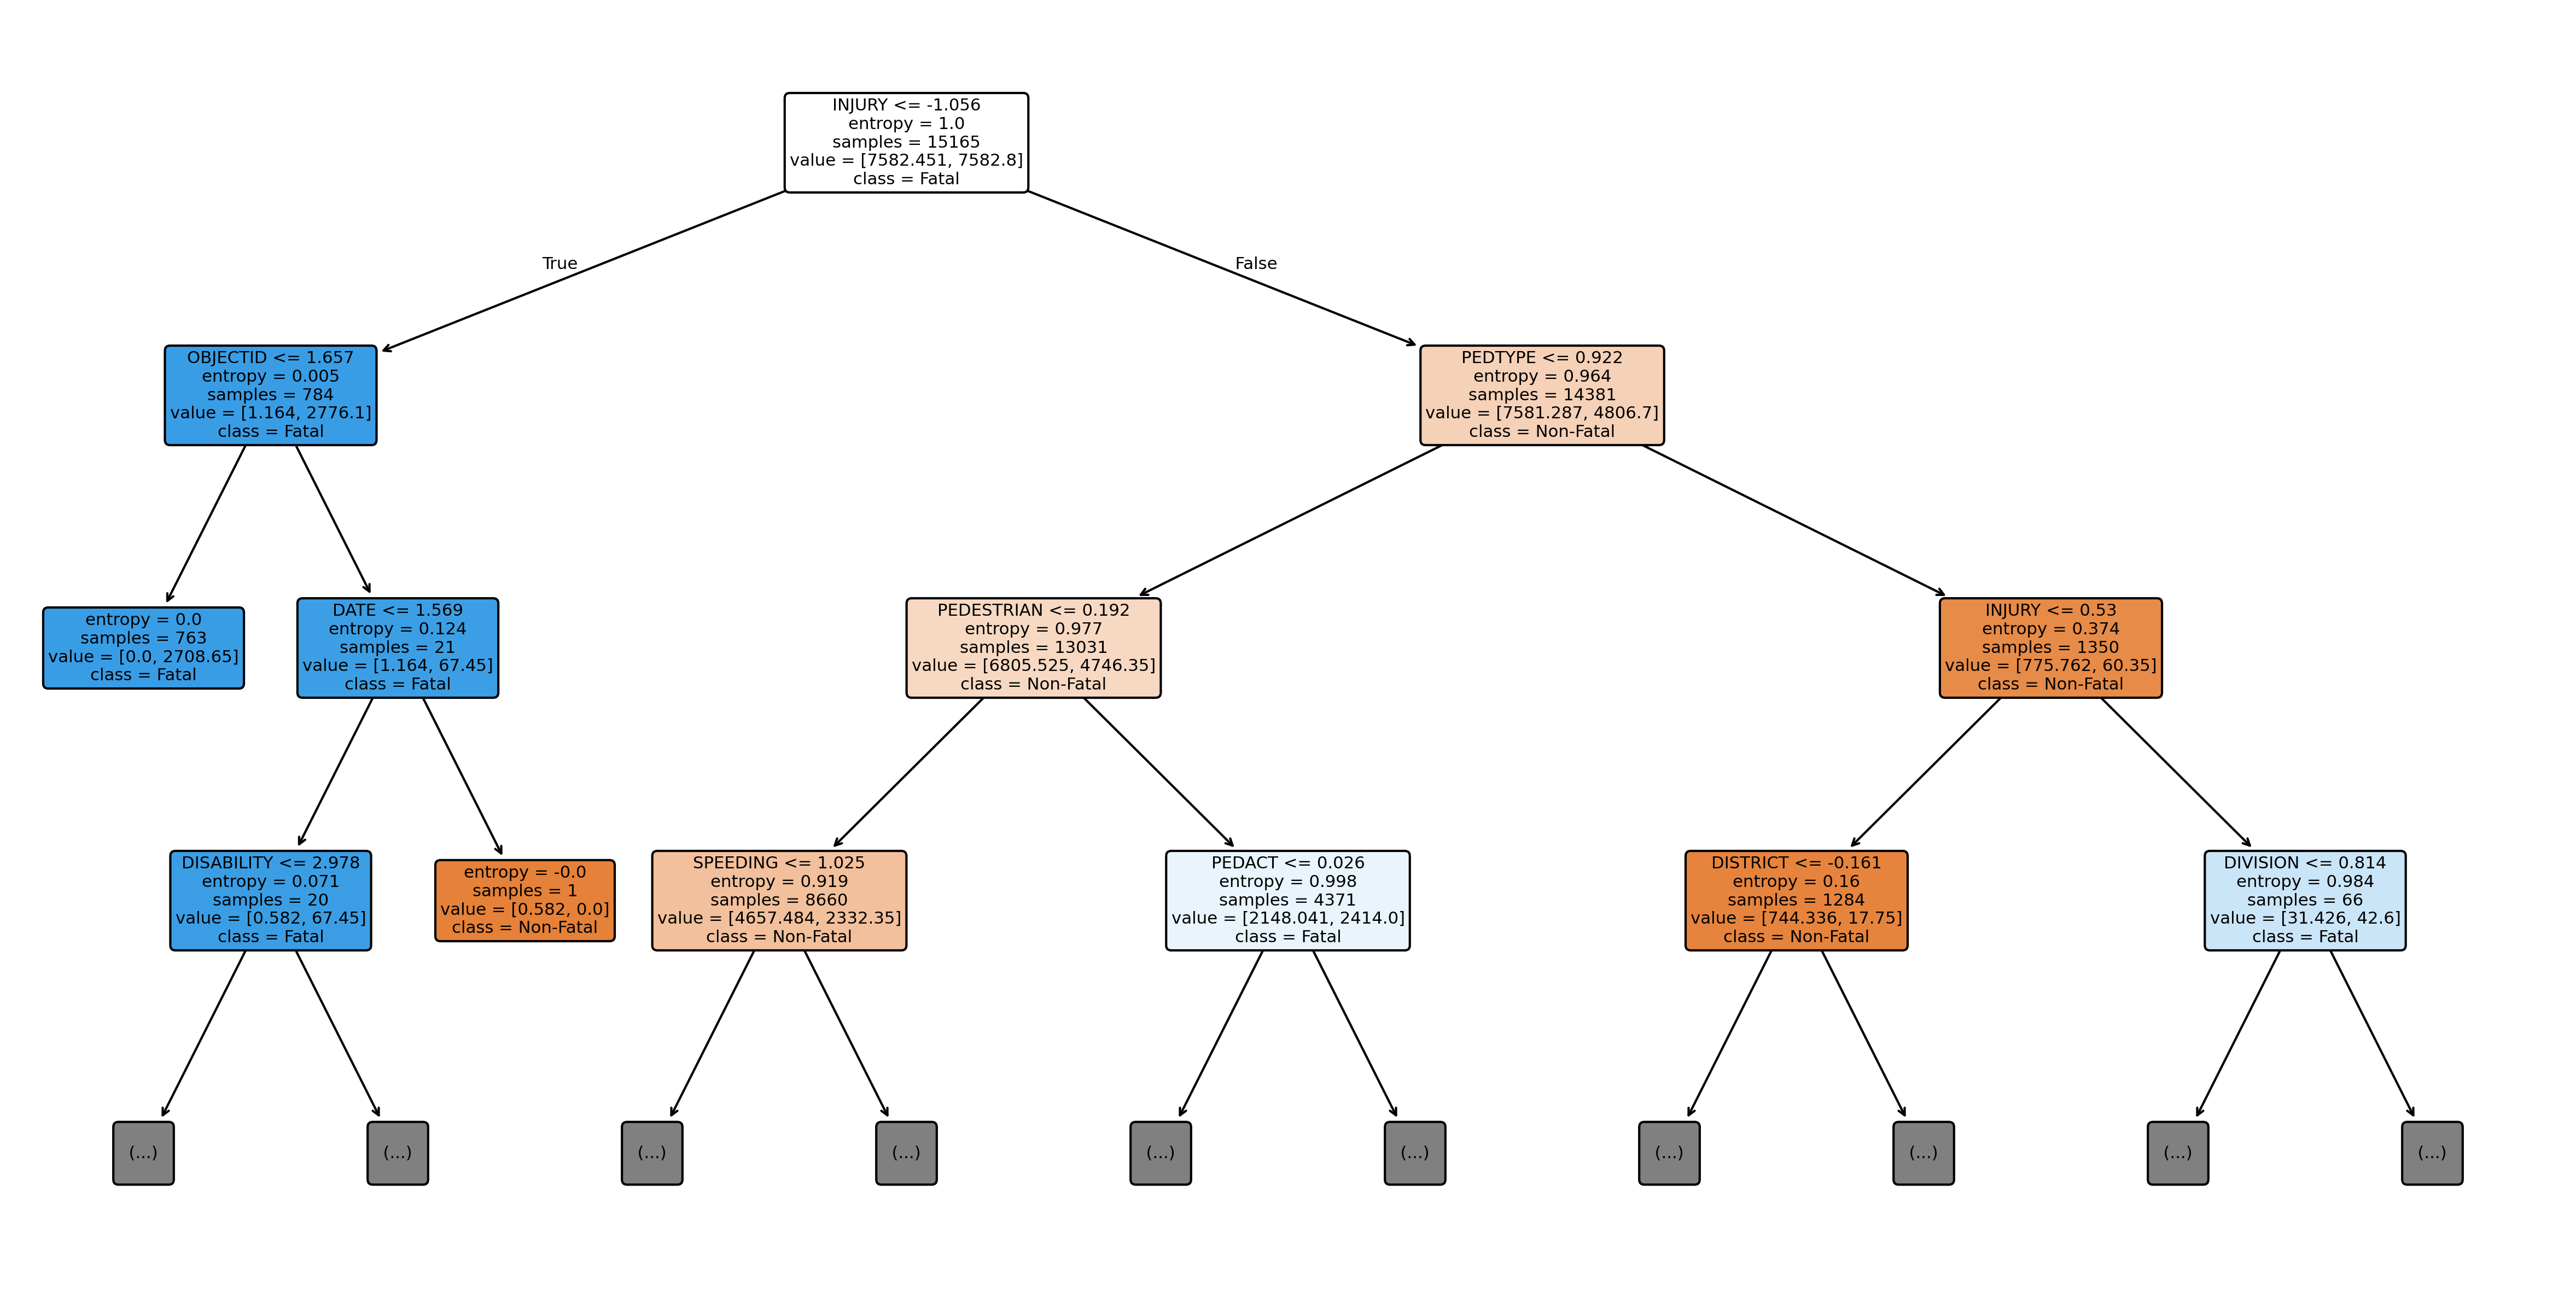 INJURY <= -1.056
entropy = 1.0
samples = 15165
value = [7582.451, 7582.8]
class = Fatal
True
False
OBJECTID <= 1.657
entropy = 0.005
samples = 784
value = [1.164, 2776.1]
class = Fatal
PEDTYPE <= 0.922
entropy = 0.964
samples = 14381
value = [7581.287, 4806.7]
class = Non-Fatal
entropy = 0.0
samples = 763
value = [0.0, 2708.65]
class = Fatal
DATE <= 1.569
entropy = 0.124
samples = 21
value = [1.164, 67.45]
class = Fatal
PEDESTRIAN <= 0.192
entropy = 0.977
samples = 13031
value = [6805.525, 4746.35]
class = Non-Fatal
INJURY <= 0.53
entropy = 0.374
samples = 1350
value = [775.762, 60.35]
class = Non-Fatal
DISABILITY <= 2.978
entropy = 0.071
samples = 20
value = [0.582, 67.45]
class = Fatal
entropy = -0.0
samples = 1
value = [0.582, 0.0]
class = Non-Fatal
SPEEDING <= 1.025
entropy = 0.919
samples = 8660
value = [4657.484, 2332.35]
class = Non-Fatal
PEDACT <= 0.026
entropy = 0.998
samples = 4371
value = [2148.041, 2414.0]
class = Fatal
DISTRICT <= -0.161
entropy = 0.16
samples = 1284
value = [744.336, 17.75]
class = Non-Fatal
DIVISION <= 0.814
entropy = 0.984
samples = 66
value = [31.426, 42.6]
class = Fatal
(...)
(...)
(...)
(...)
(...)
(...)
(...)
(...)
(...)
(...)